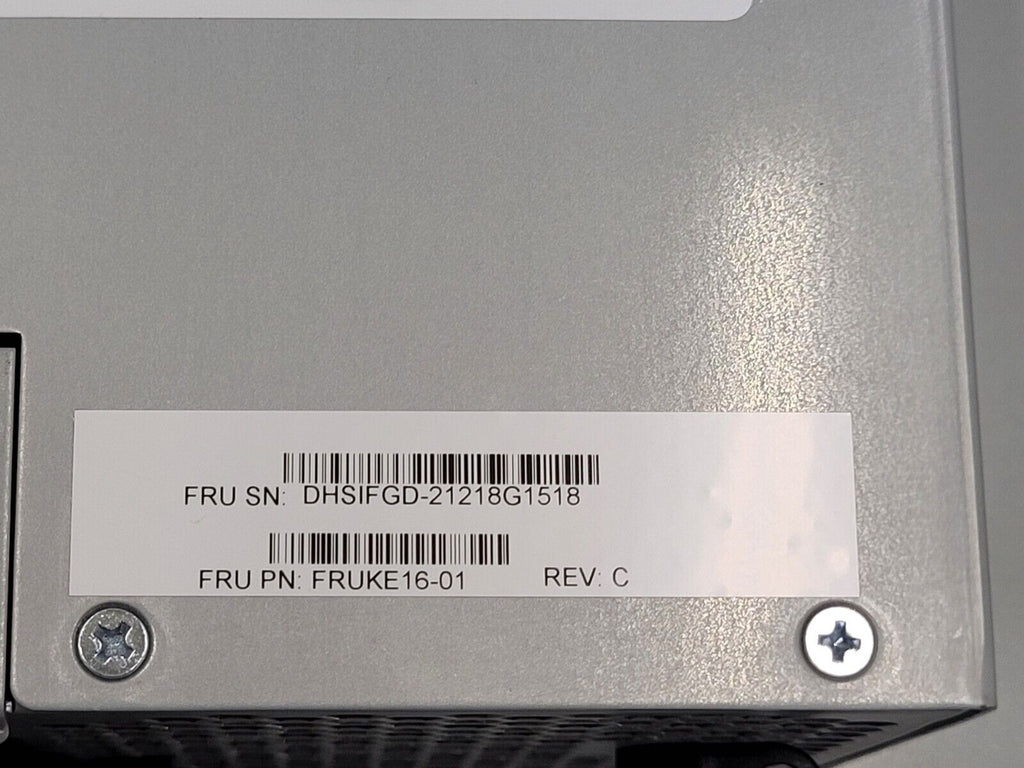 FRU SN: DHSIFGD-21218G1518
FRU PN: FRUKE16-01 REV: C